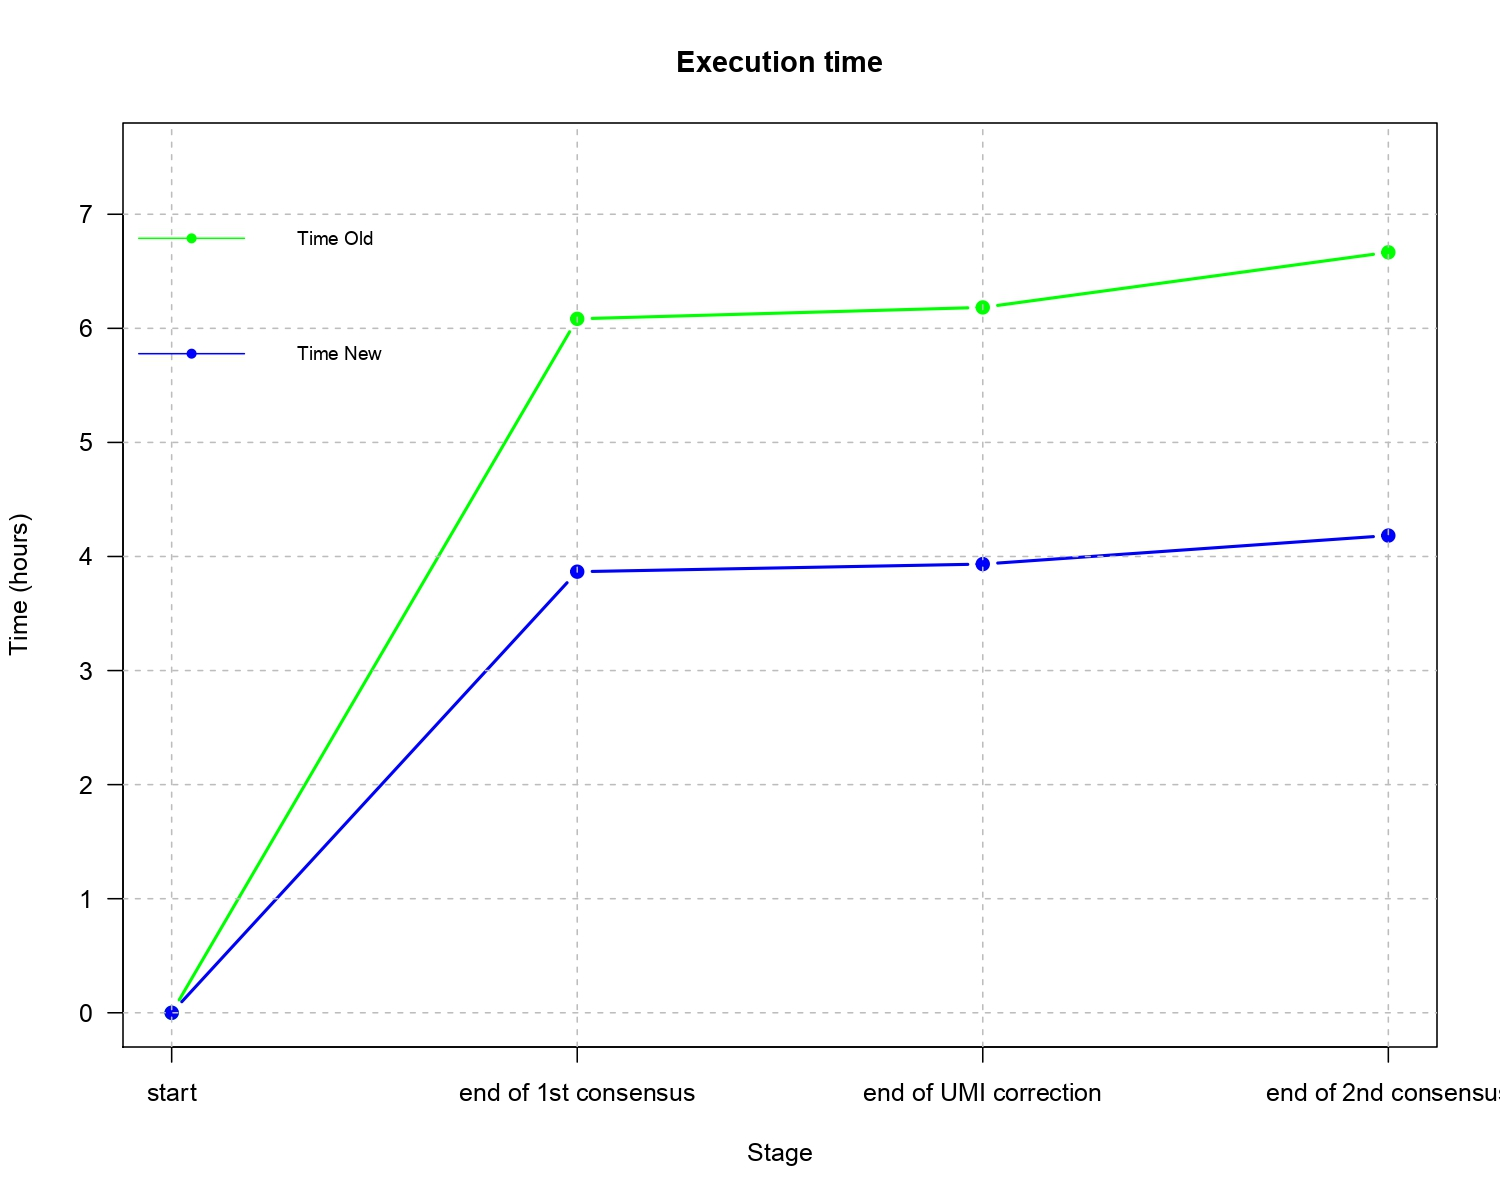 Execution time
7
Time Old
6
Time New
5
4
3
2
1
0
Time (hours)
start
end of 1st consensus
end of UMI correction
end of 2nd consensus
Stage